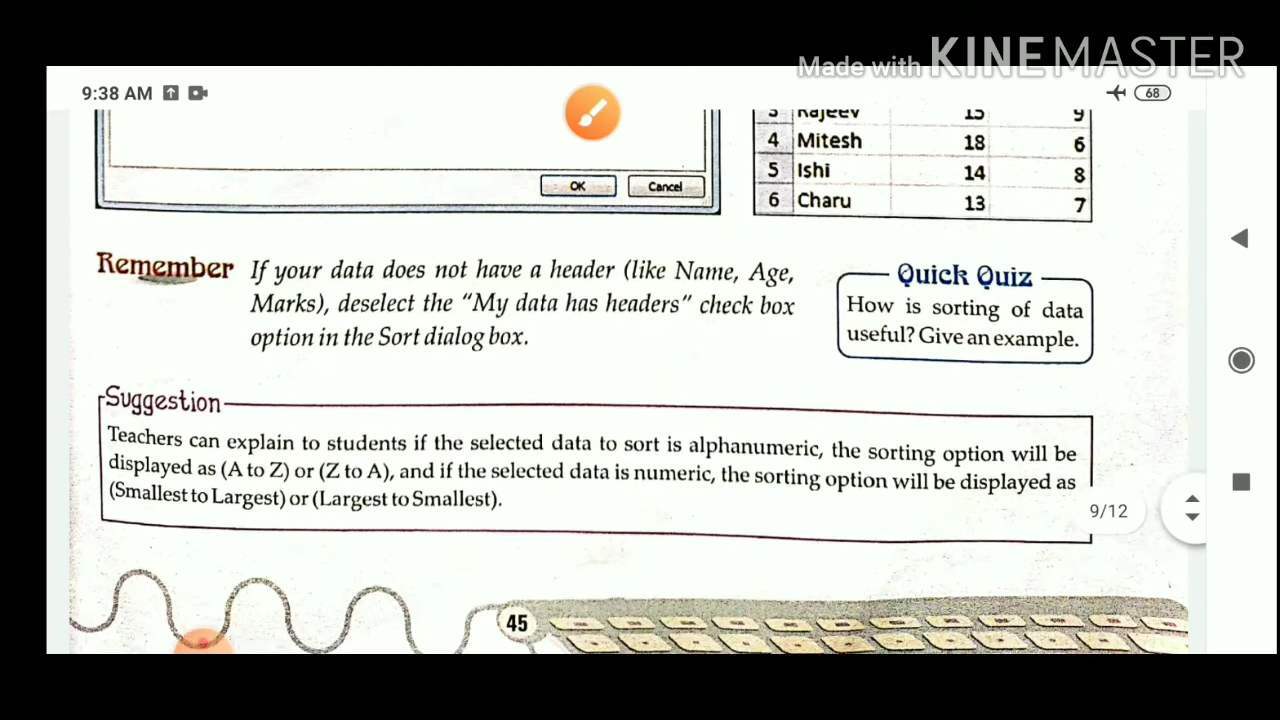 Made with KINEMASTER
9:38 AM
68
3 Rajeev 15 9
4 Mitesh 18 6
OK Cancel
5 Ishi 14 8
6 Charu 13 7
Remember If your data does not have a header (like Name, Age,
Marks), deselect the “My data has headers” check box
option in the Sort dialog box.
Quick Quiz
How is sorting of data
useful? Give an example.
Suggestion
Teachers can explain to students if the selected data to sort is alphanumeric, the sorting option will be
displayed as (A to Z) or (Z to A), and if the selected data is numeric, the sorting option will be displayed as
(Smallest to Largest) or (Largest to Smallest).
9/12
45